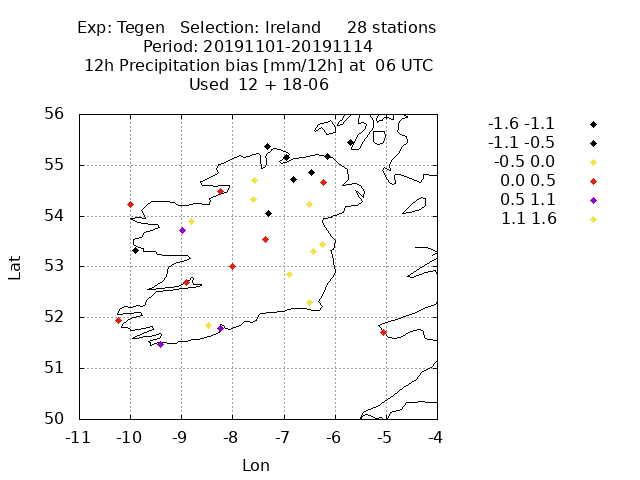 Exp: Tegen Selection: Ireland 28 stations
Period: 20191101-20191114
12h Precipitation bias [mm/12h] at 06 UTC
Used 12 + 18-06
56
55
54
53
52
51
50
Lat
-11 -10 -9 -8 -7 -6 -5 -4
Lon
-1.6 -1.1
-1.1 -0.5
-0.5 0.0
0.0 0.5
0.5 1.1
1.1 1.6